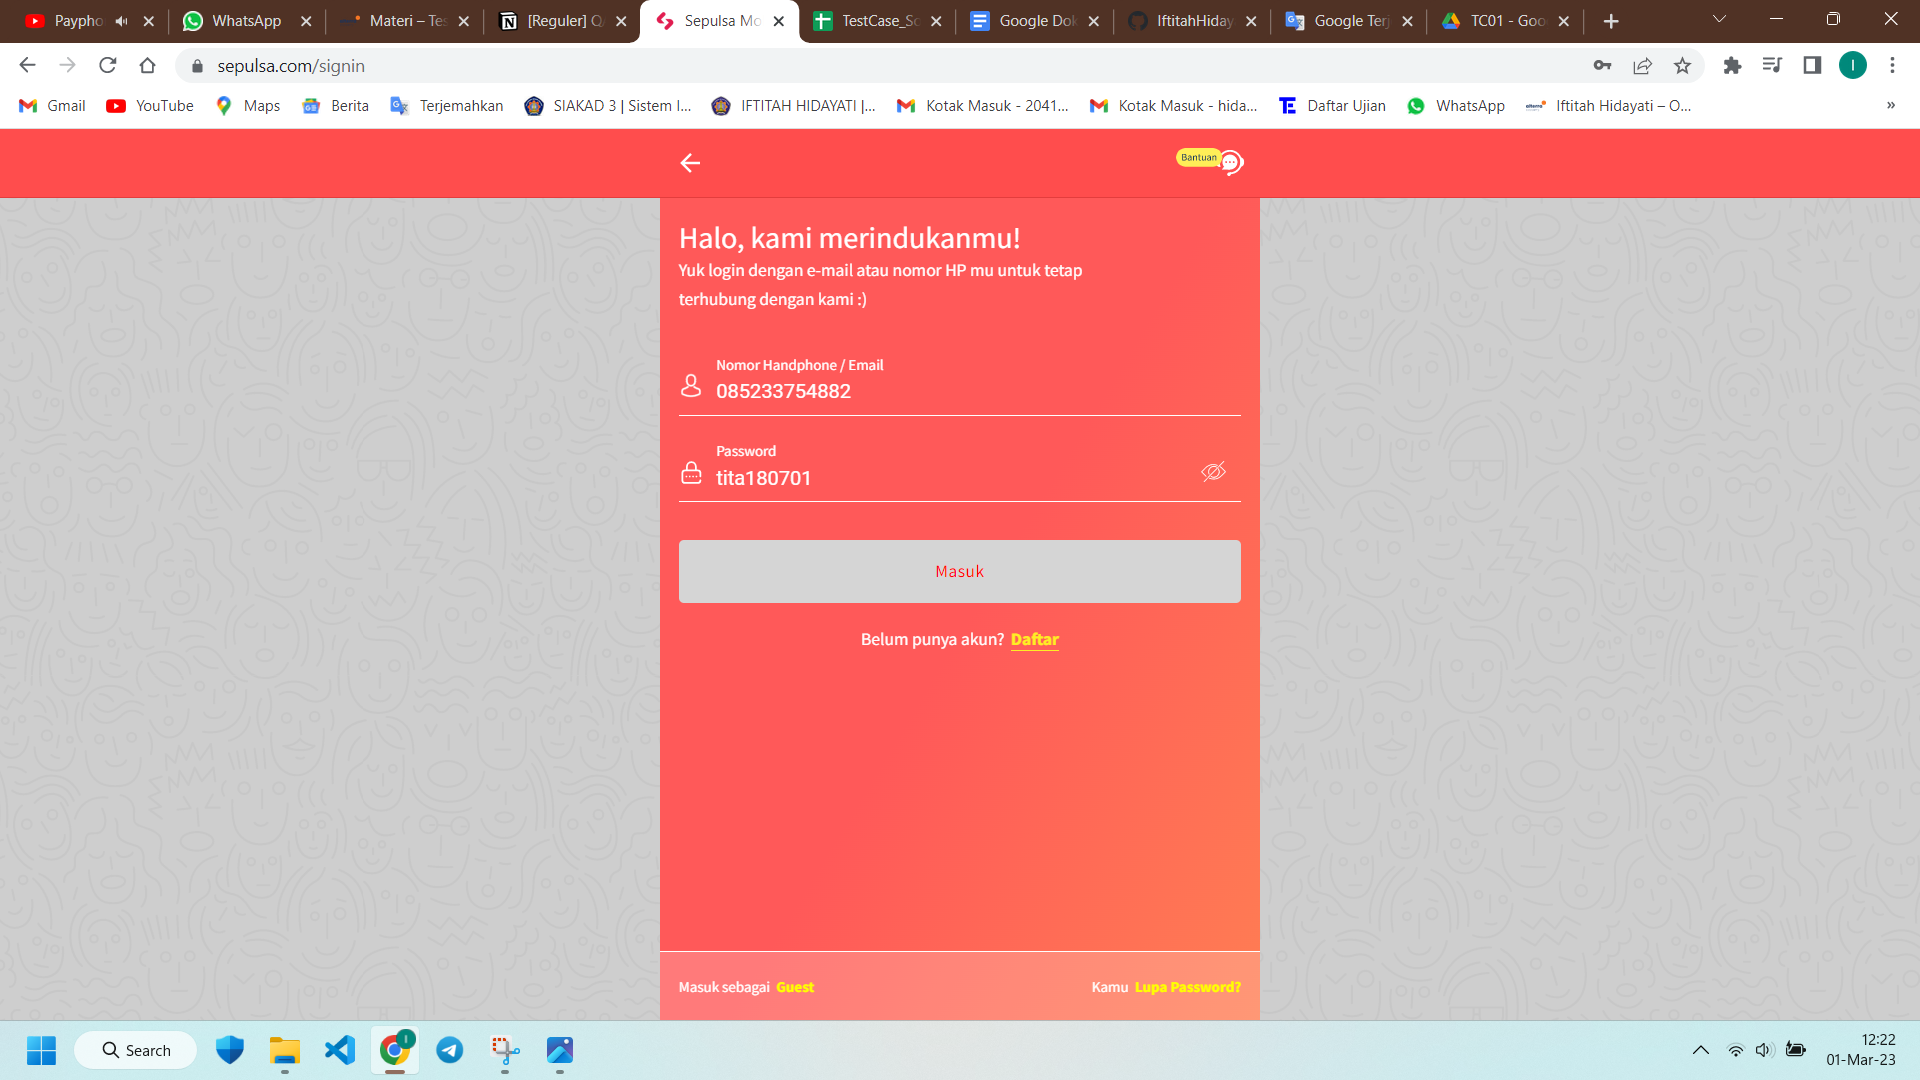 Paypho
WhatsApp
Materi – Tes
[Reguler] QA
Sepulsa Mo
TestCase_Sc
Google Dok
IftitahHiday
Google Terj
TC01 - Goo
sepulsa.com/signin
Gmail
YouTube
Maps
Berita
Terjemahkan
SIAKAD 3 | Sistem I...
IFTITAH HIDAYATI |...
Kotak Masuk - 2041...
Kotak Masuk - hida...
Daftar Ujian
WhatsApp
Iftitah Hidayati – O...
»
Bantuan
Halo, kami merindukanmu!
Yuk login dengan e-mail atau nomor HP mu untuk tetap
terhubung dengan kami :)
Nomor Handphone / Email
085233754882
Password
tita180701
Masuk
Belum punya akun? Daftar
Masuk sebagai Guest
Kamu Lupa Password?
Search
12:22
01-Mar-23